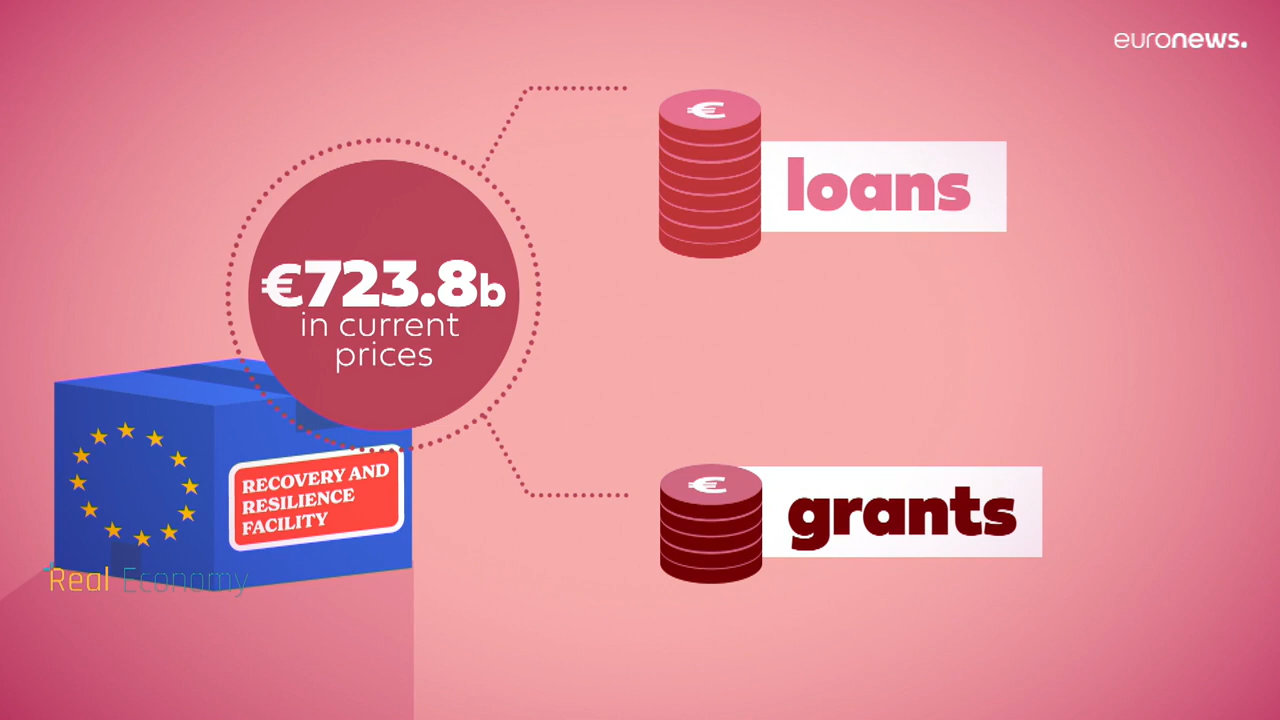 euronews.
€
loans
€723.8b
in current
prices
RECOVERY AND
RESILIENCE
FACILITY
€
grants
Real Economy